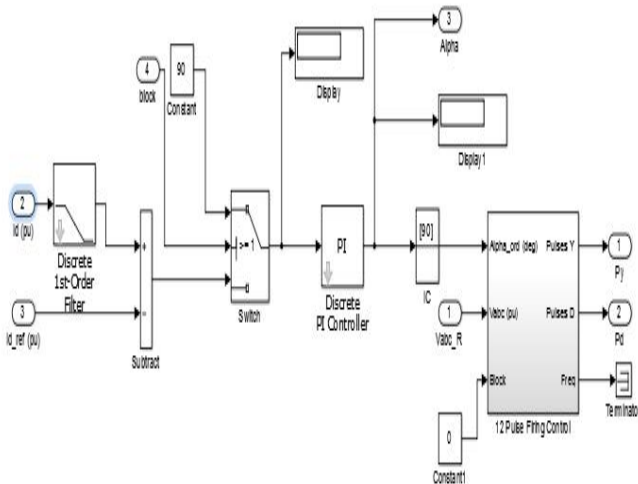 3
Alpha
4
block
90
Constant
Display
Display1
2
Id (pu)
Discrete
1st-Order
Filter
3
Id_ref (pu)
+
−
Subtract
>= 1
Switch
PI
Discrete
PI Controller
[90]
IC
1
Vabc_R
Alpha_ord (deg)
Vabc (pu)
Block
Pulses Y
Pulses D
Freq
12 Pulse Firing Control
1
Py
2
Pd
Terminato
0
Constant1